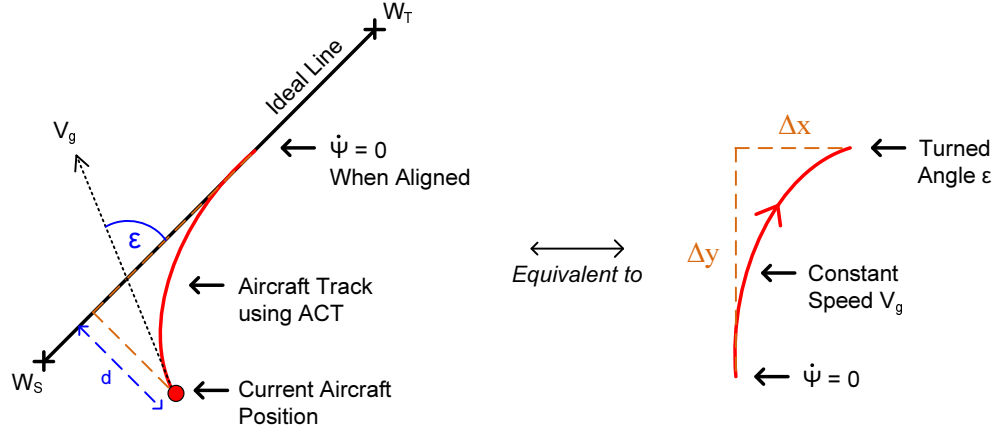 W_T
Ideal Line
V_g
Ψ̇ = 0
When Aligned
ε
Aircraft Track
using ACT
W_S
d
Current Aircraft
Position
Equivalent to
Δx
Turned
Angle ε
Δy
Constant
Speed V_g
Ψ̇ = 0